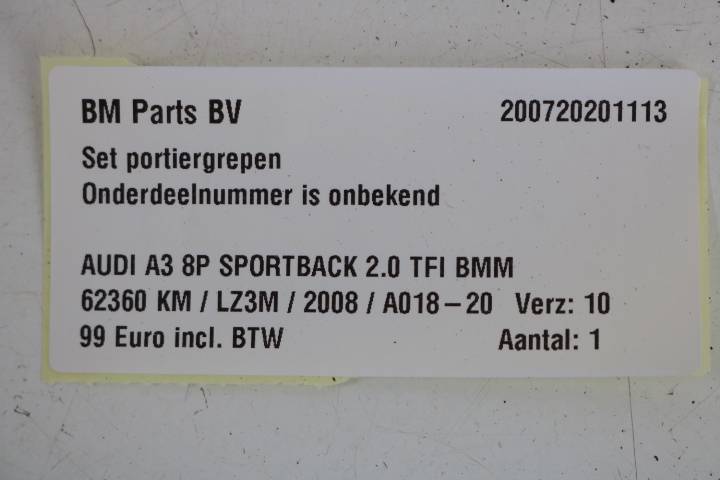 BM Parts BV 200720201113
Set portiergrepen
Onderdeelnummer is onbekend
AUDI A3 8P SPORTBACK 2.0 TFI BMM
62360 KM / LZ3M / 2008 / A018-20 Verz: 10
99 Euro incl. BTW Aantal: 1